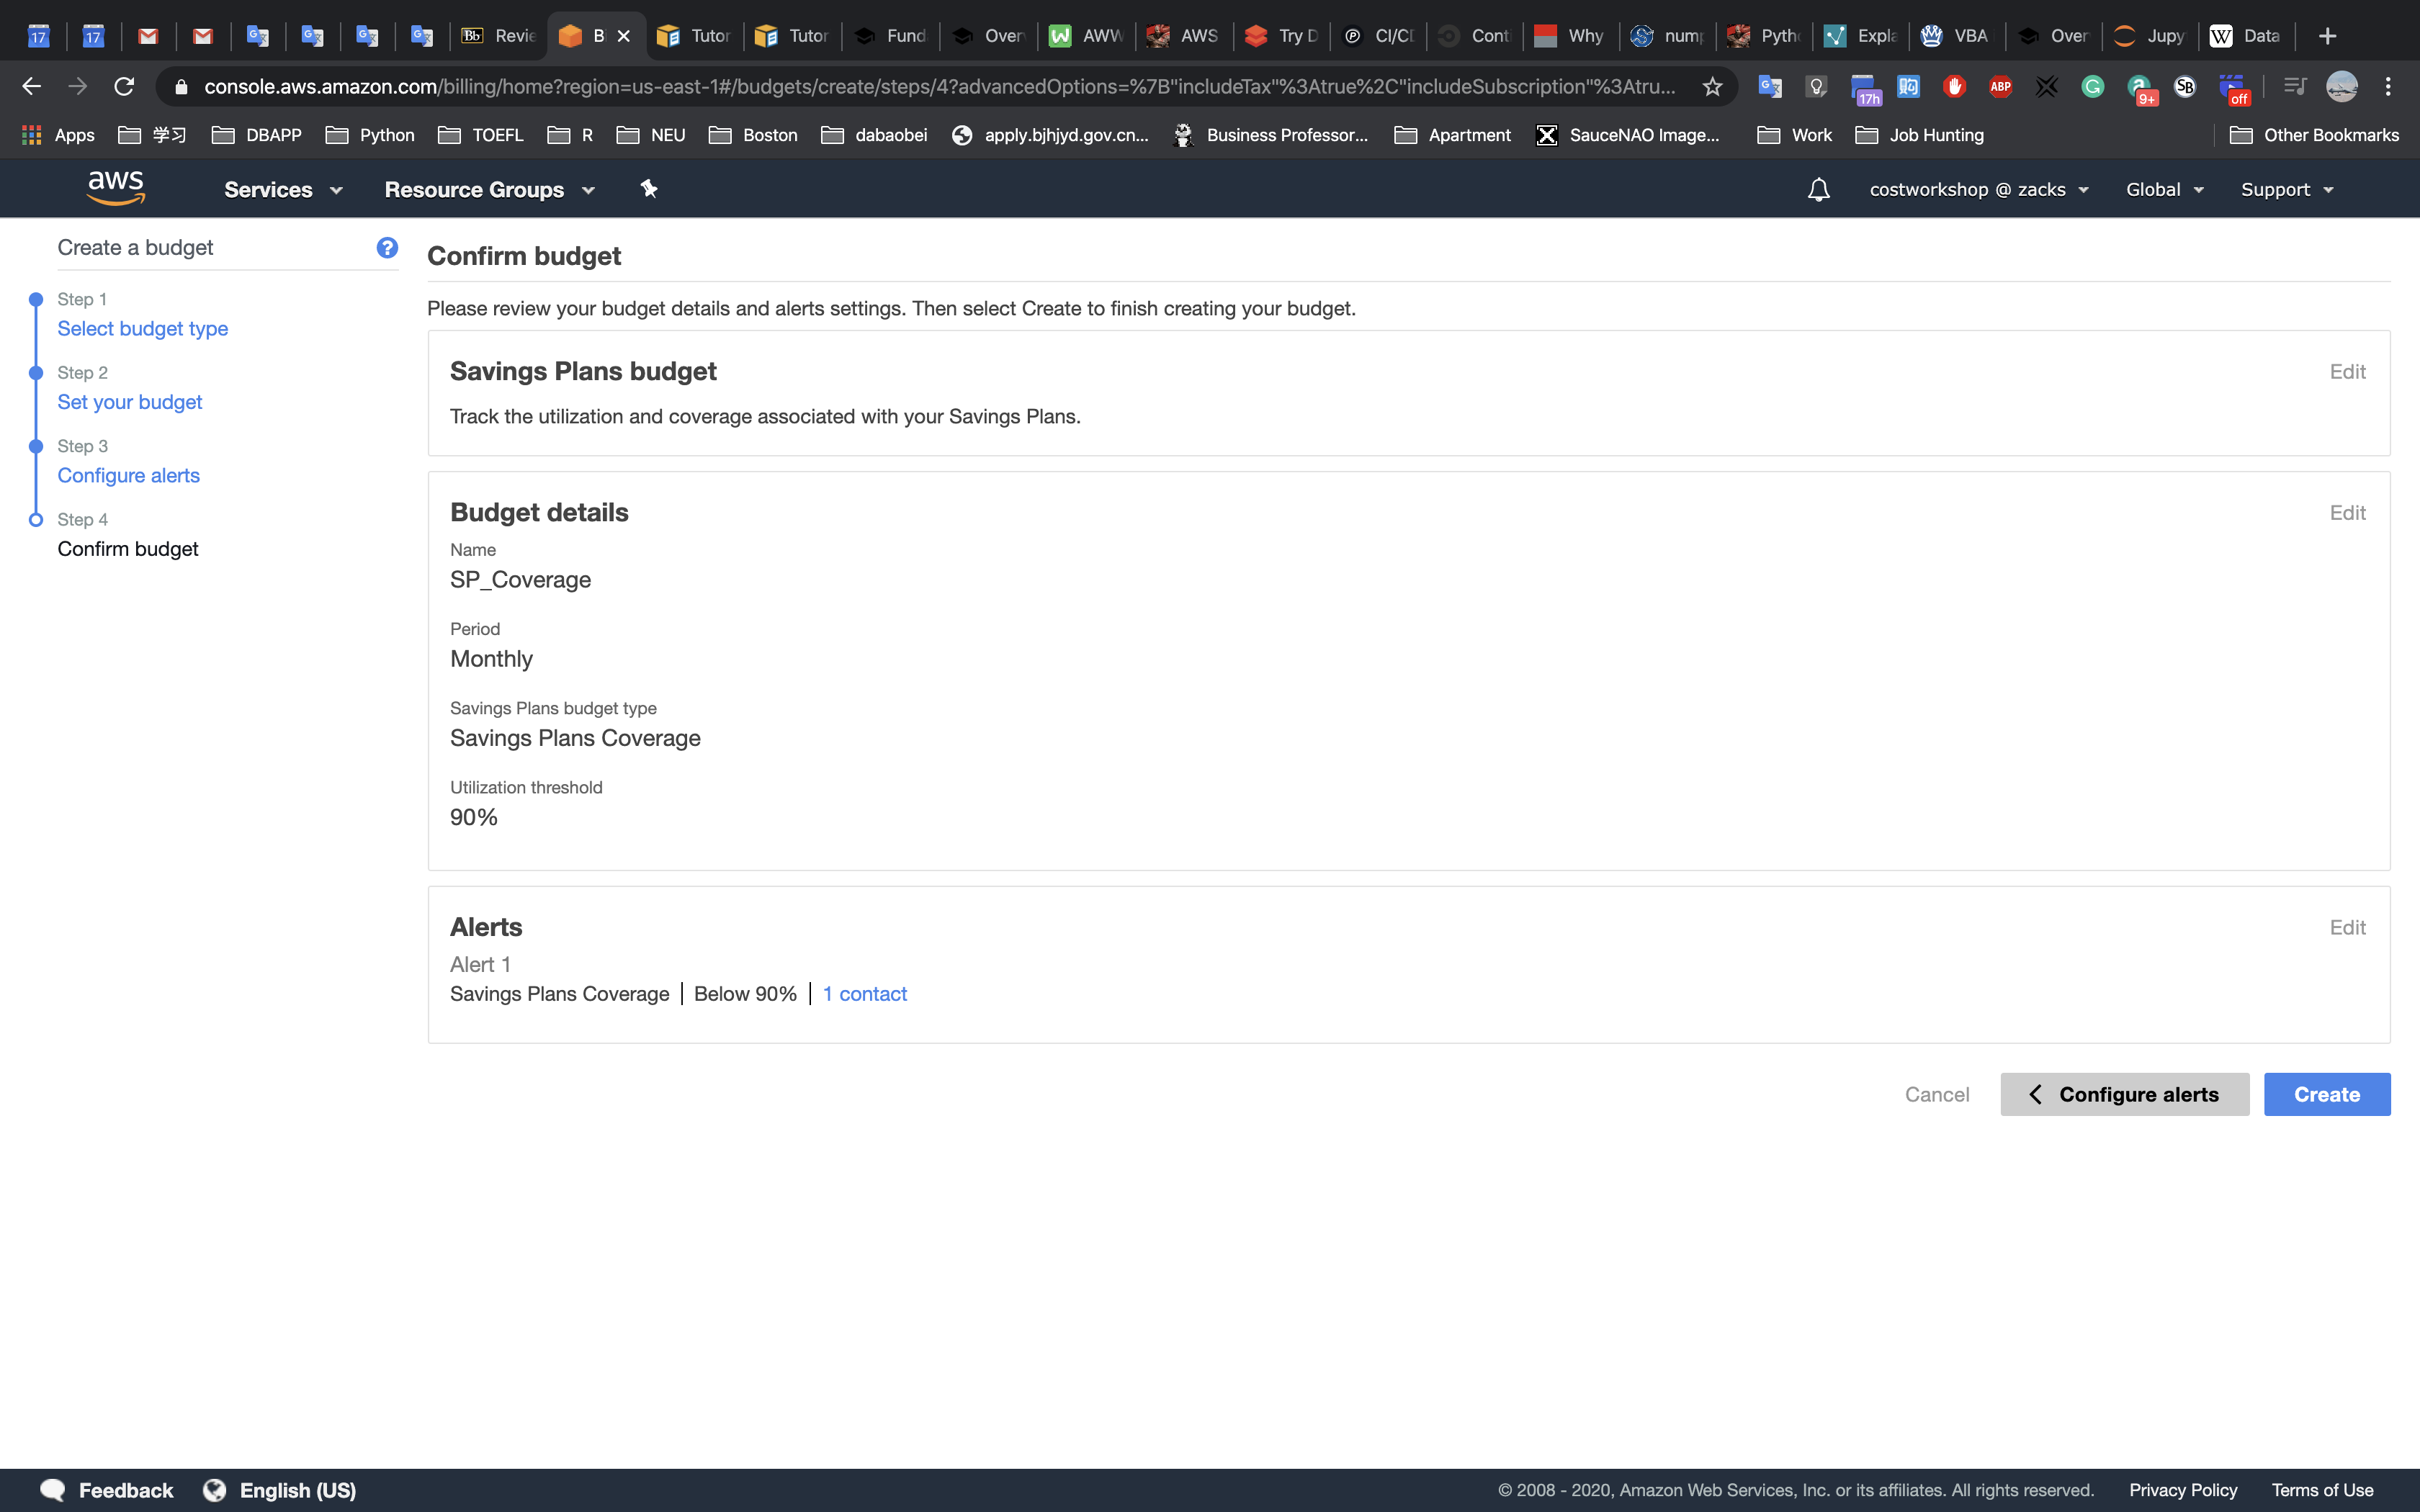 17
17
Bb Revie
B
Tutor
Tutor
Fund
Over
AWW
AWS
Try D
CI/CD
Cont
Why
num
Pyth
Expla
VBA
Over
Jupy
W Data
console.aws.amazon.com/billing/home?region=us-east-1#/budgets/create/steps/4?advancedOptions=%7B"includeTax"%3Atrue%2C"includeSubscription"%3Atru...
17h
ABP
9+
SB
off
Apps
学习
DBAPP
Python
TOEFL
R
NEU
Boston
dabaobei
apply.bjhjyd.gov.cn...
Business Professor...
Apartment
SauceNAO Image...
Work
Job Hunting
Other Bookmarks
aws
Services
Resource Groups
costworkshop @ zacks
Global
Support
Create a budget
?
Step 1
Select budget type
Step 2
Set your budget
Step 3
Configure alerts
Step 4
Confirm budget
Confirm budget
Please review your budget details and alerts settings. Then select Create to finish creating your budget.
Savings Plans budget
Edit
Track the utilization and coverage associated with your Savings Plans.
Budget details
Edit
Name
SP_Coverage
Period
Monthly
Savings Plans budget type
Savings Plans Coverage
Utilization threshold
90%
Alerts
Edit
Alert 1
Savings Plans Coverage | Below 90% | 1 contact
Cancel
Configure alerts
Create
Feedback
English (US)
© 2008 - 2020, Amazon Web Services, Inc. or its affiliates. All rights reserved.
Privacy Policy
Terms of Use